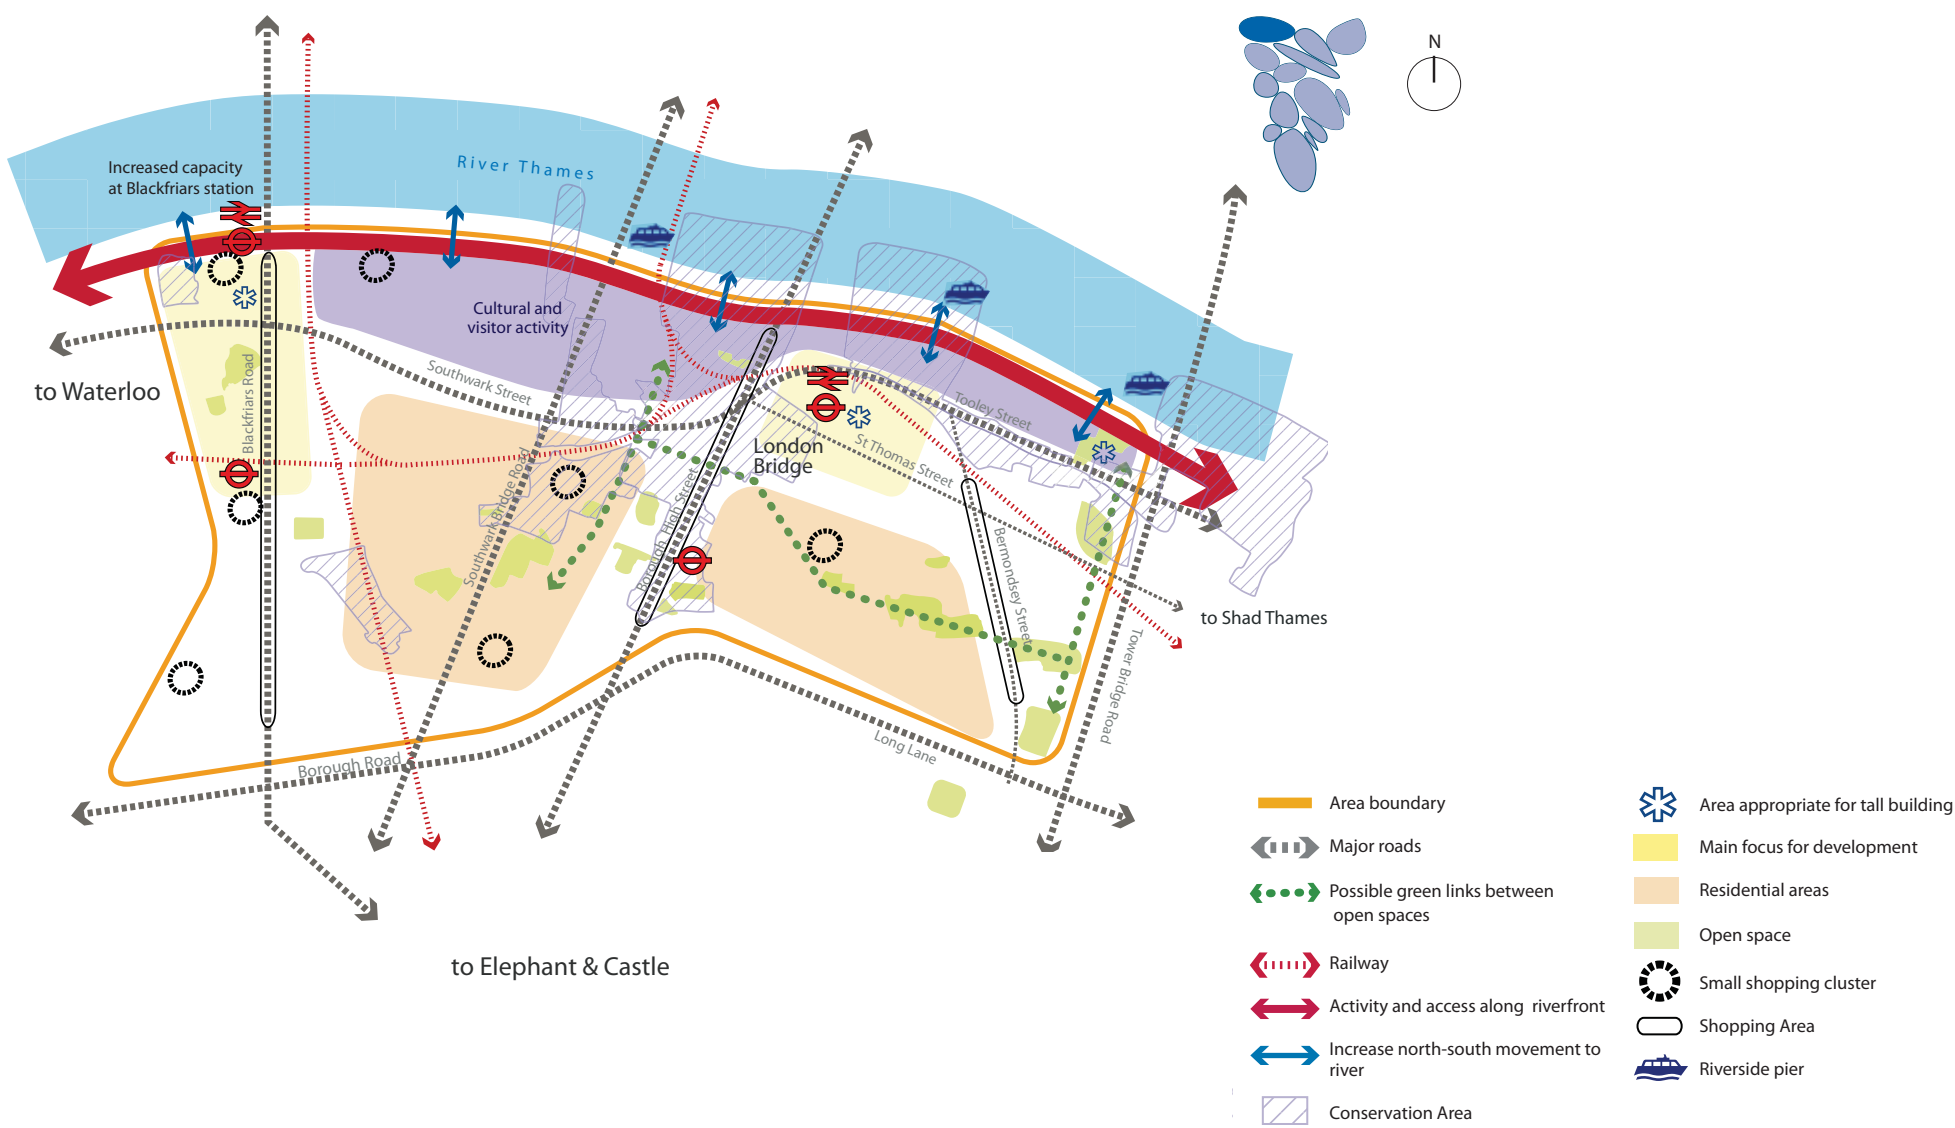 N
Increased capacity
at Blackfriars station
River Thames
Cultural and
visitor activity
to Waterloo
Southwark Street
Blackfriars Road
Tooley Street
London
Bridge
St Thomas Street
Southwark Bridge Road
Borough High Street
Bermondsey Street
to Shad Thames
Tower Bridge Road
Long Lane
Borough Road
to Elephant & Castle
Area boundary
Major roads
Possible green links between
open spaces
Railway
Activity and access along riverfront
Increase north-south movement to
river
Conservation Area
Area appropriate for tall building
Main focus for development
Residential areas
Open space
Small shopping cluster
Shopping Area
Riverside pier